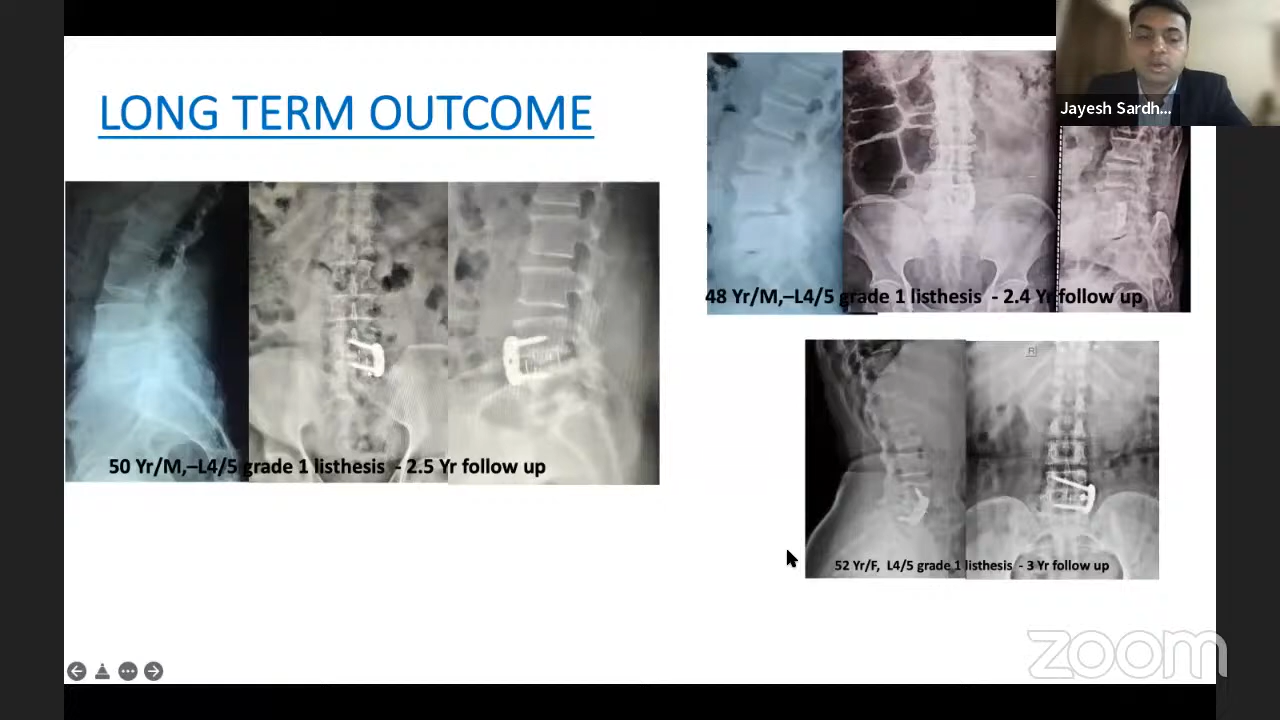 Jayesh Sardh...
LONG TERM OUTCOME
48 Yr/M,–L4/5 grade 1 listhesis - 2.4 Yr follow up
50 Yr/M,–L4/5 grade 1 listhesis - 2.5 Yr follow up
R
52 Yr/F, L4/5 grade 1 listhesis - 3 Yr follow up
zoom